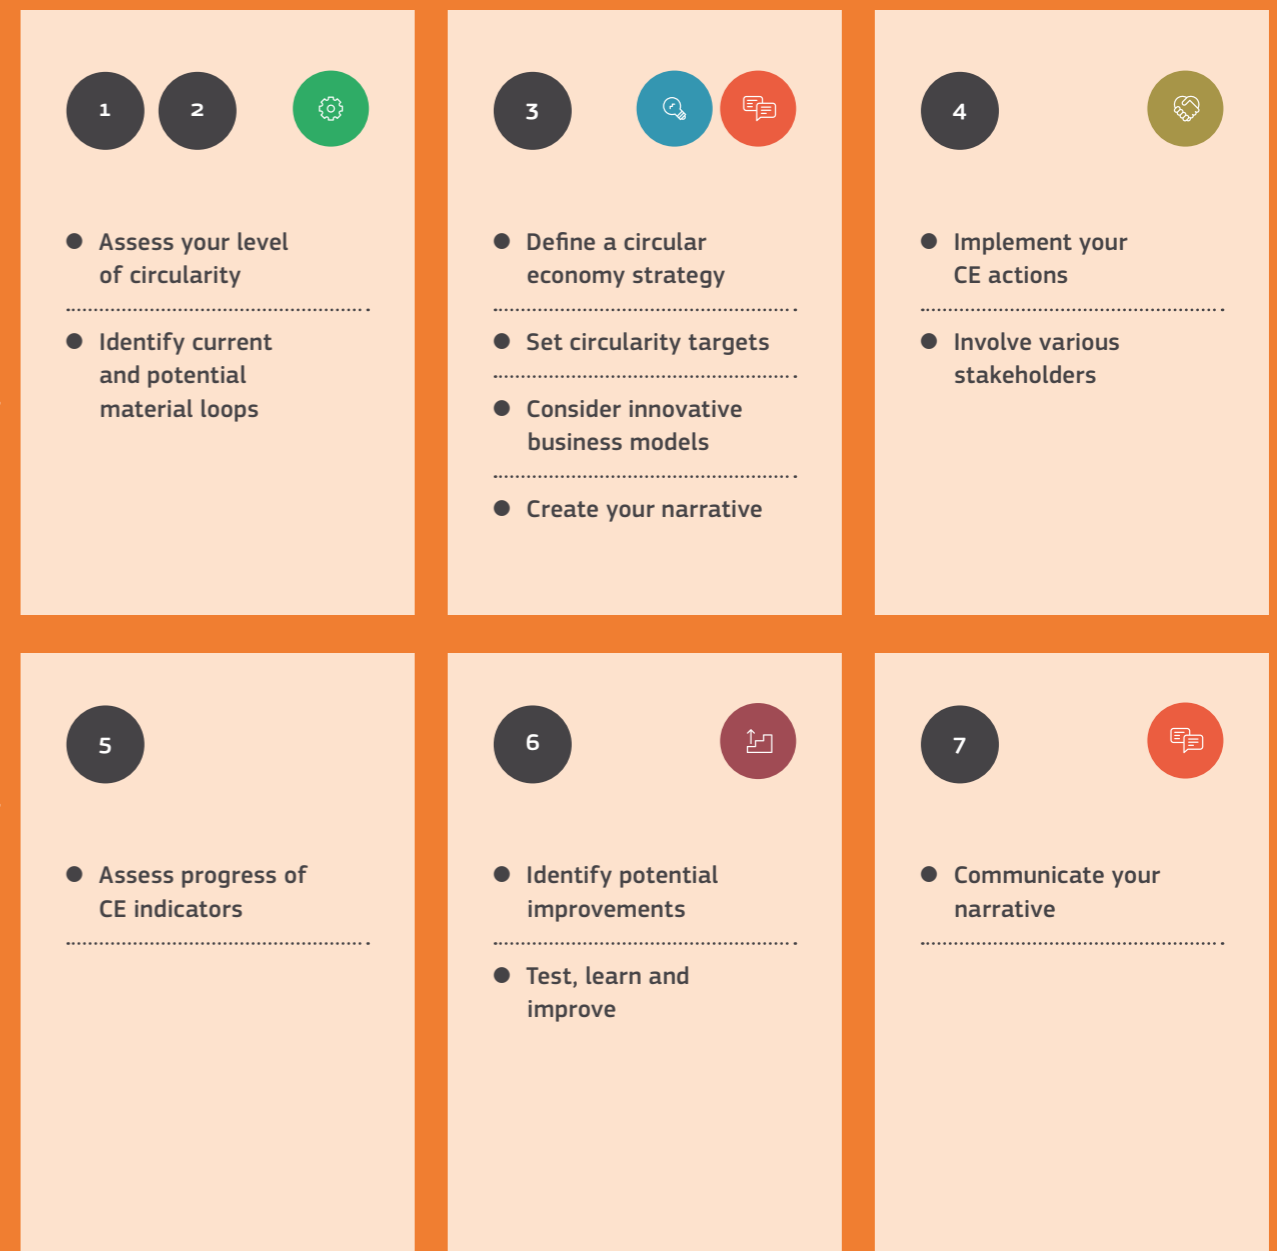 1 2
Assess your level
of circularity
Identify current
and potential
material loops
3
Define a circular
economy strategy
Set circularity targets
Consider innovative
business models
Create your narrative
4
Implement your
CE actions
Involve various
stakeholders
5
Assess progress of
CE indicators
6
Identify potential
improvements
Test, learn and
improve
7
Communicate your
narrative